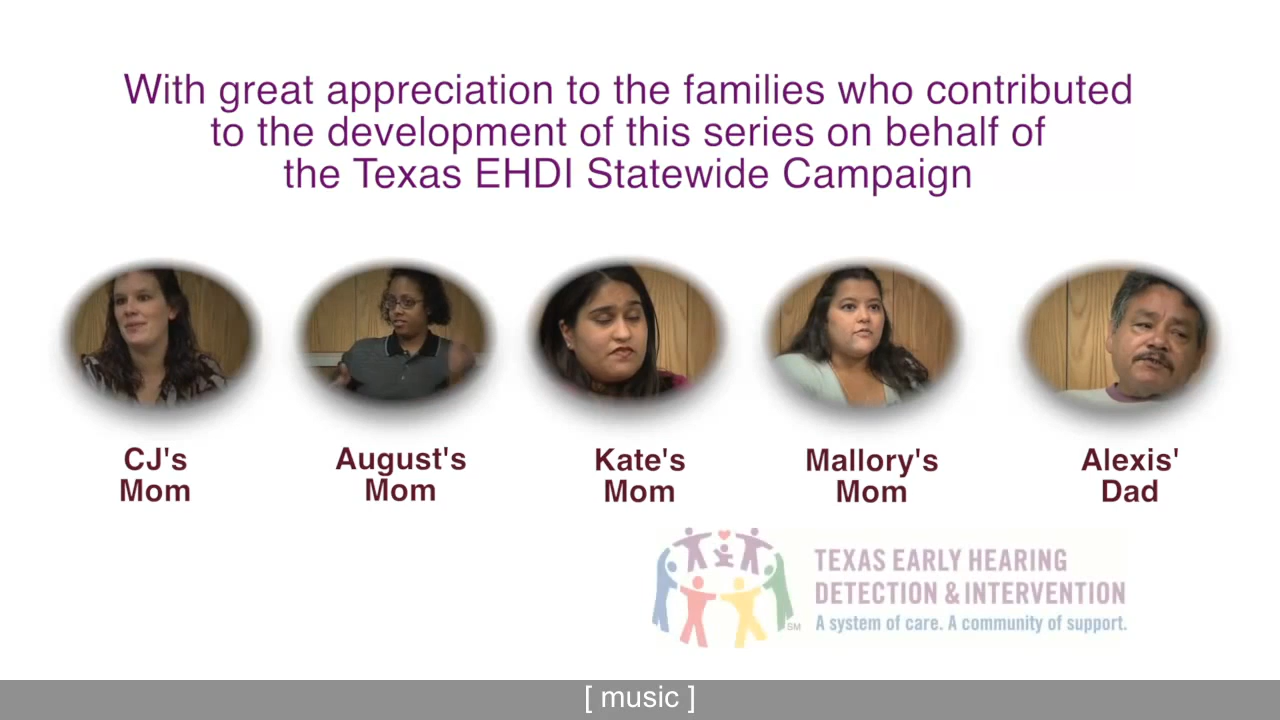 With great appreciation to the families who contributed
to the development of this series on behalf of
the Texas EHDI Statewide Campaign
CJ's
Mom
August's
Mom
Kate's
Mom
Mallory's
Mom
Alexis'
Dad
TEXAS EARLY HEARING
DETECTION & INTERVENTION
A system of care. A community of support.
SM
[ music ]